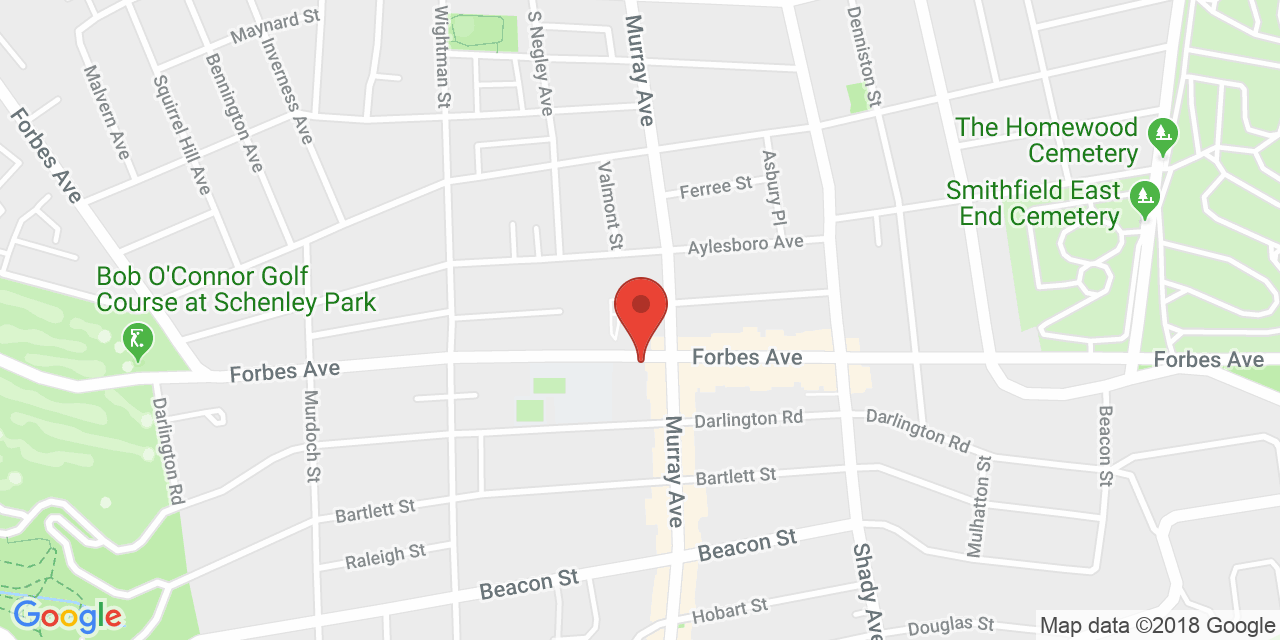 Maynard St
Wightman St
S Negley Ave
Murray Ave
Denniston St
Malvern Ave
Squirrel Hill Ave
Bennington Ave
Inverness Ave
Forbes Ave
The Homewood
Cemetery
Valmont St
Ferree St
Asbury Pl
Smithfield East
End Cemetery
Aylesboro Ave
Bob O'Connor Golf
Course at Schenley Park
Forbes Ave
Forbes Ave
Forbes Ave
Darlington Rd
Murdoch St
Murray Ave
Darlington Rd
Darlington Rd
Beacon St
Bartlett St
Bartlett St
Mulhatton St
Raleigh St
Beacon St
Beacon St
Shady Ave
Hobart St
Douglas St
Google
Map data ©2018 Google